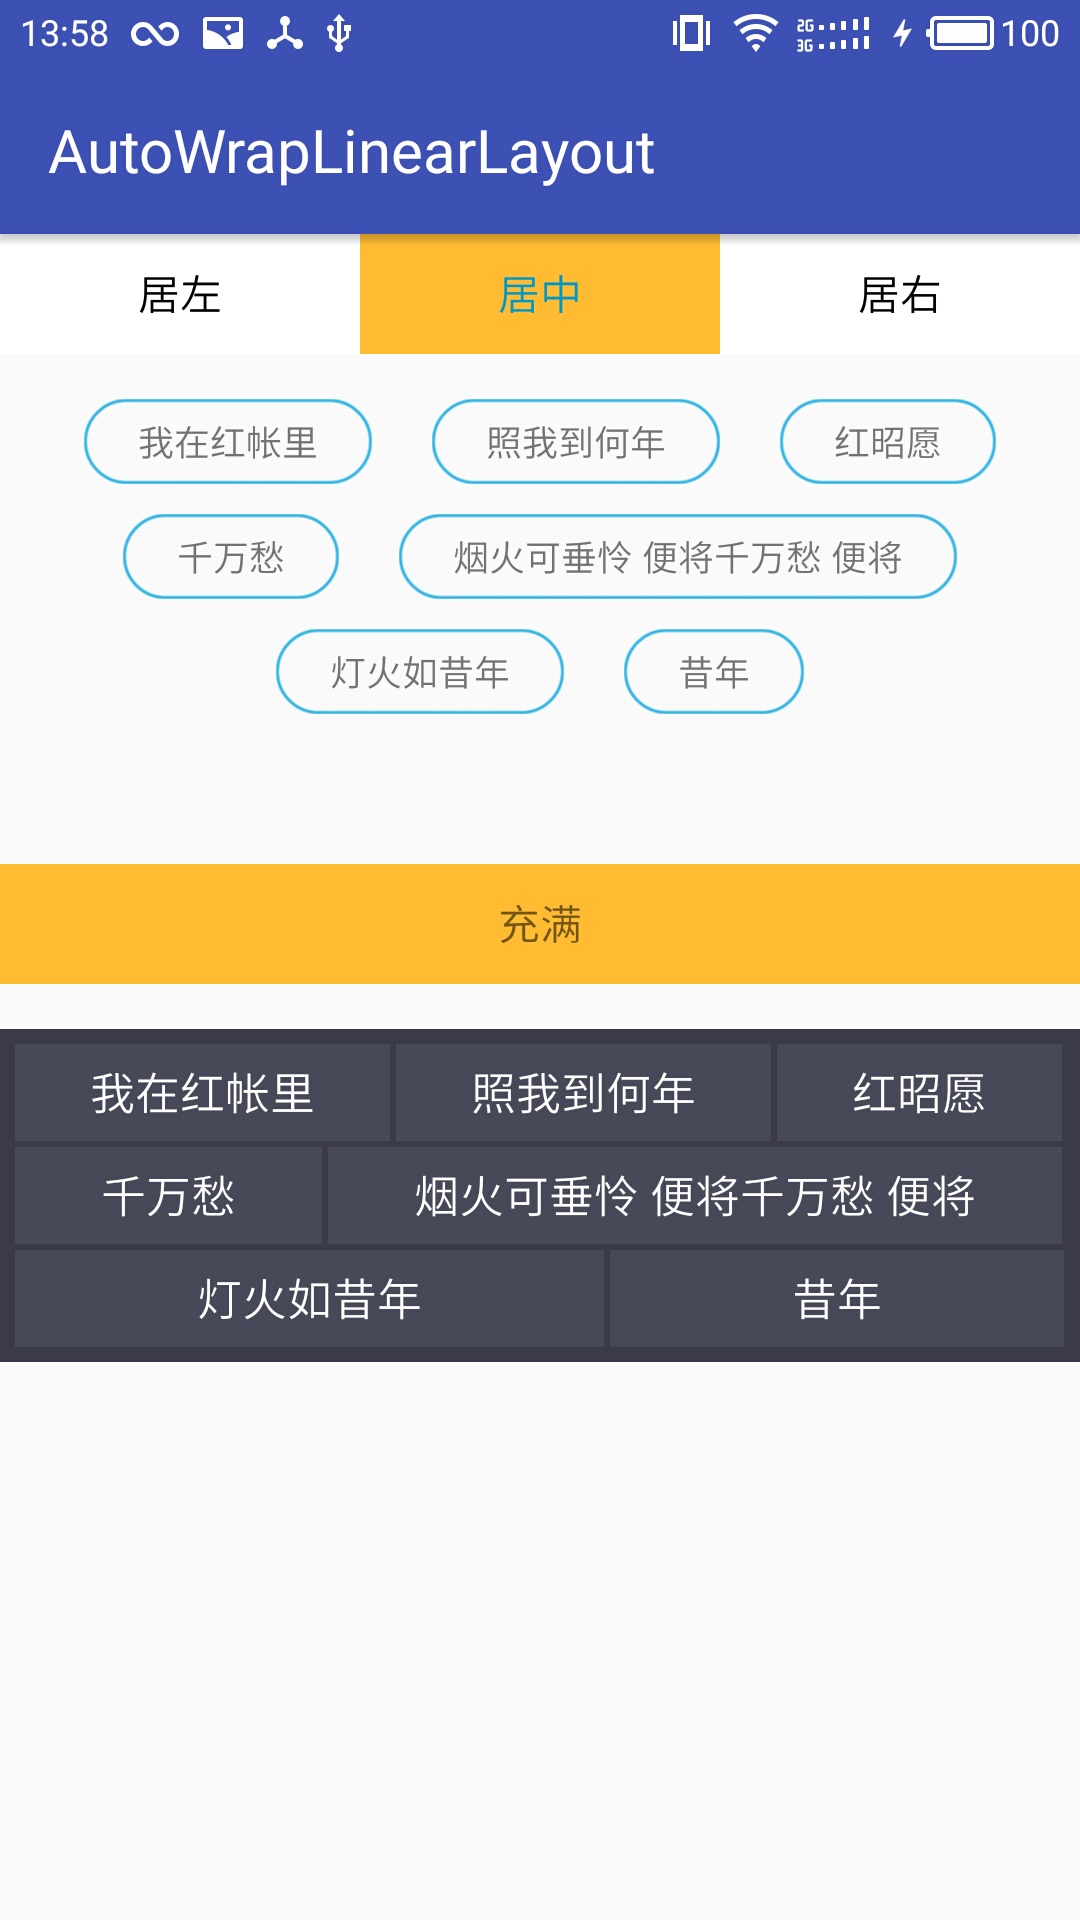 13:58 2G 3G 100
AutoWrapLinearLayout
居左 居中 居右
我在红帐里 照我到何年 红昭愿
千万愁 烟火可垂怜 便将千万愁 便将
灯火如昔年 昔年
充满
我在红帐里 照我到何年 红昭愿
千万愁 烟火可垂怜 便将千万愁 便将
灯火如昔年 昔年